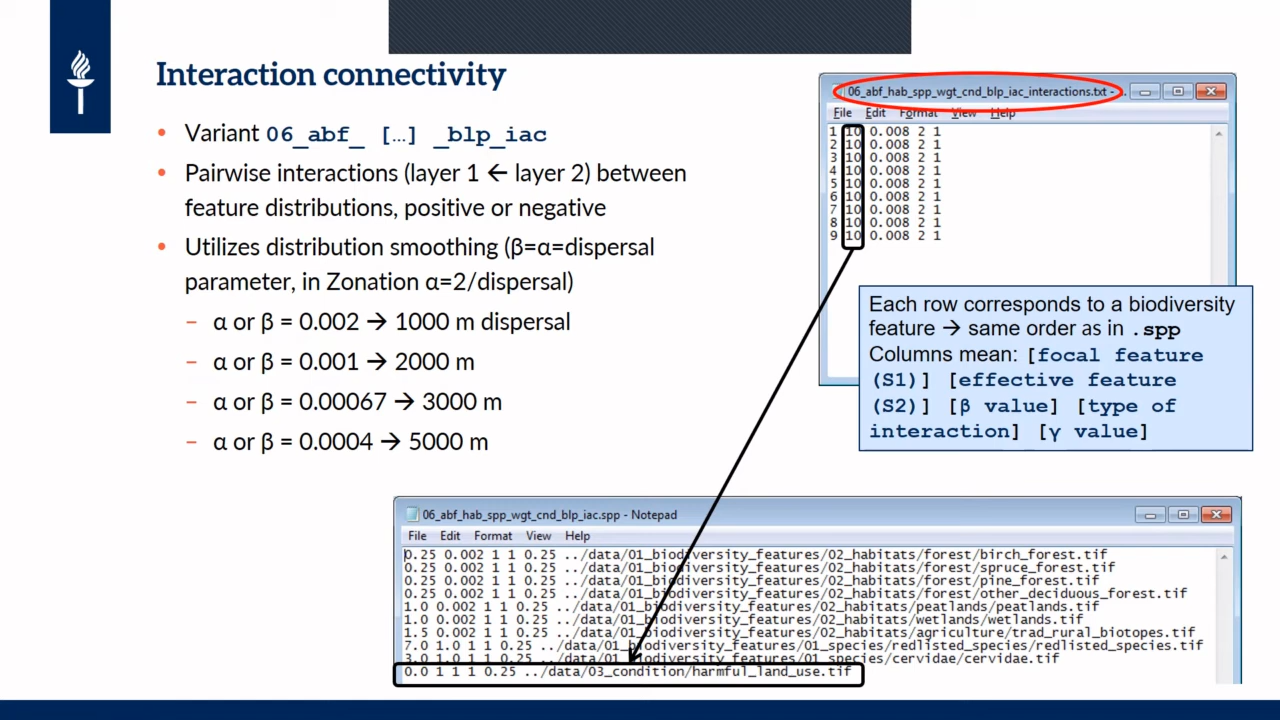 Interaction connectivity
• Variant 06_abf_ […] _blp_iac
• Pairwise interactions (layer 1 ← layer 2) between
feature distributions, positive or negative
• Utilizes distribution smoothing (β=α=dispersal
parameter, in Zonation α=2/dispersal)
– α or β = 0.002 → 1000 m dispersal
– α or β = 0.001 → 2000 m
– α or β = 0.00067 → 3000 m
– α or β = 0.0004 → 5000 m
06_abf_hab_spp_wgt_cnd_blp_iac_interactions.txt - .
File Edit Format View Help
1 10 0.008 2 1
2 10 0.008 2 1
3 10 0.008 2 1
4 10 0.008 2 1
5 10 0.008 2 1
6 10 0.008 2 1
7 10 0.008 2 1
8 10 0.008 2 1
9 10 0.008 2 1
Each row corresponds to a biodiversity
feature → same order as in .spp
Columns mean: [focal feature
(S1)] [effective feature
(S2)] [β value] [type of
interaction] [γ value]
06_abf_hab_spp_wgt_cnd_blp_iac.spp - Notepad
File Edit Format View Help
0.25 0.002 1 1 0.25 ../data/01_biodiversity_features/02_habitats/forest/birch_forest.tif
0.25 0.002 1 1 0.25 ../data/01_biodiversity_features/02_habitats/forest/spruce_forest.tif
0.25 0.002 1 1 0.25 ../data/01_biodiversity_features/02_habitats/forest/pine_forest.tif
0.25 0.002 1 1 0.25 ../data/01_biodiversity_features/02_habitats/forest/other_deciduous_forest.tif
1.0 0.002 1 1 0.25 ../data/01_biodiversity_features/02_habitats/peatlands/peatlands.tif
1.0 0.002 1 1 0.25 ../data/01_biodiversity_features/02_habitats/wetlands/wetlands.tif
1.5 0.002 1 1 0.25 ../data/01_biodiversity_features/02_habitats/agriculture/trad_rural_biotopes.tif
7.0 1.0 1 1 0.25 ../data/01_biodiversity_features/01_species/redlisted_species/redlisted_species.tif
3.0 1.0 1 1 0.25 ../data/01_biodiversity_features/01_species/cervidae/cervidae.tif
0.0 1 1 1 0.25 ../data/03_condition/harmful_land_use.tif